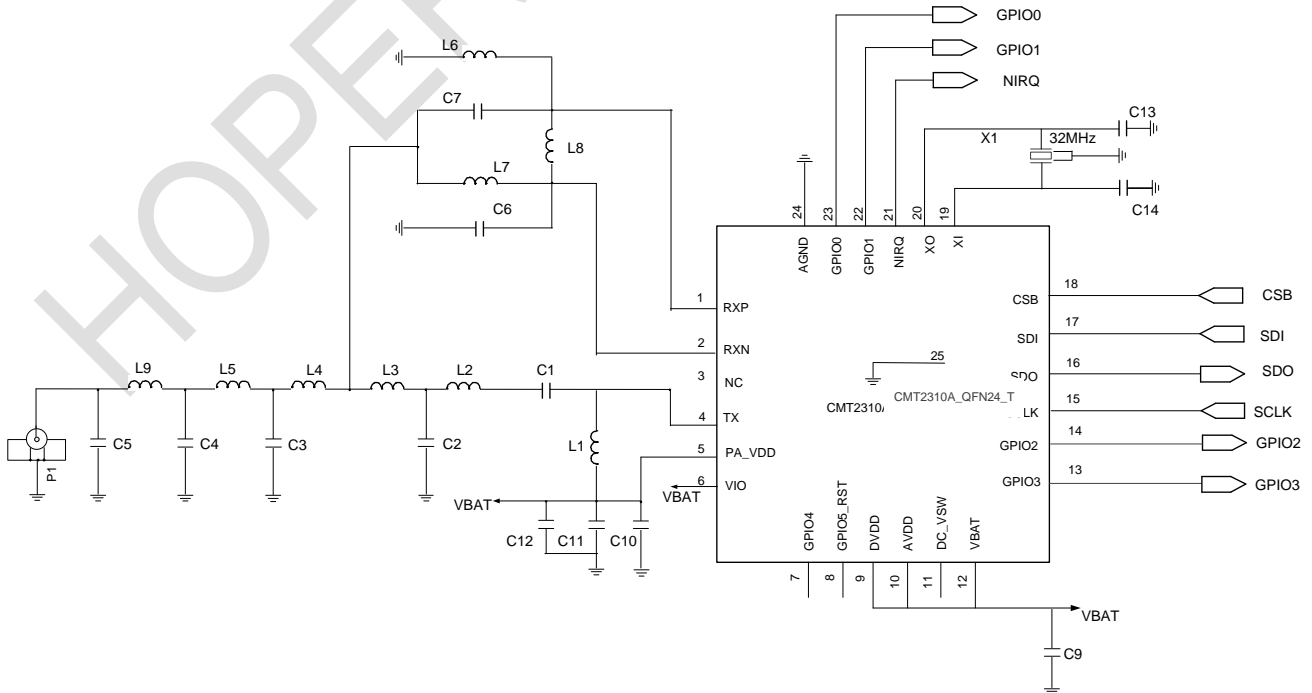 HOPER
GPIO0
GPIO1
NIRQ
L6
C7
L8
L7
C6
C13
X1
32MHz
C14
24
23
22
21
20
19
AGND
GPIO0
GPIO1
NIRQ
XO
XI
1
RXP
2
RXN
3
NC
4
TX
5
PA_VDD
6
VIO
CSB
18
CSB
SDI
17
SDI
16
SDO
15
SCLK
LK
GPIO2
14
GPIO2
GPIO3
13
GPIO3
25
CMT2310A_QFN24_T
L9
L5
L4
L3
L2
C1
C5
C4
C3
C2
L1
P1
VBAT
VBAT
C12
C11
C10
GPIO4
GPIO5_RST
DVDD
AVDD
DC_VSW
VBAT
7
8
9
10
11
12
VBAT
C9